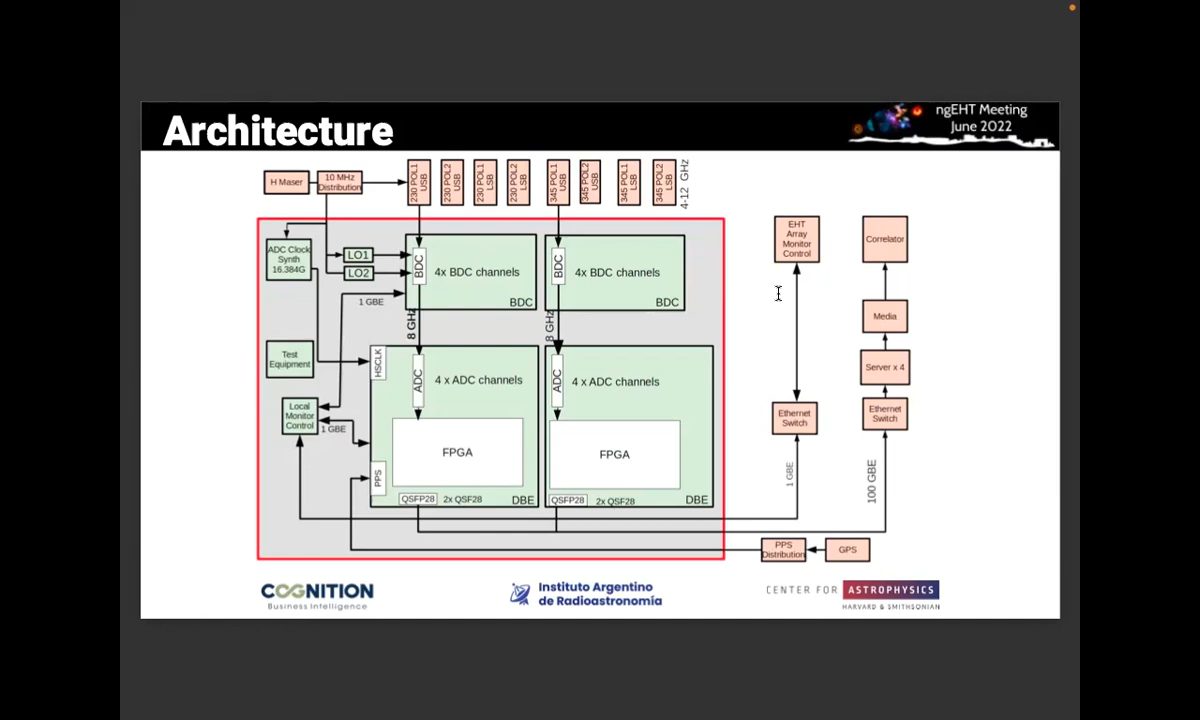 Architecture
ngEHT Meeting
June 2022
H Maser
10 MHz
Distribution
230 POL1
USB
230 POL2
USB
230 POL1
LSB
230 POL2
LSB
345 POL1
USB
345 POL2
USB
345 POL1
LSB
345 POL2
LSB
4-12 GHz
ADC Clock
Synth
16.384G
LO1
LO2
BDC
4x BDC channels
BDC
BDC
4x BDC channels
BDC
1 GBE
8 GHz
8 GHz
EHT
Array
Monitor
Control
Correlator
Media
Server x 4
Test
Equipment
HSCLK
ADC
4 x ADC channels
ADC
4 x ADC channels
Local
Monitor
Control
1 GBE
FPGA
FPGA
Ethernet
Switch
Ethernet
Switch
PPS
1 GBE
100 GBE
QSFP28
2x QSF28
DBE
QSFP28
2x QSF28
DBE
PPS
Distribution
GPS
COGNITION
Business Intelligence
Instituto Argentino
de Radioastronomía
CENTER FOR ASTROPHYSICS
HARVARD & SMITHSONIAN